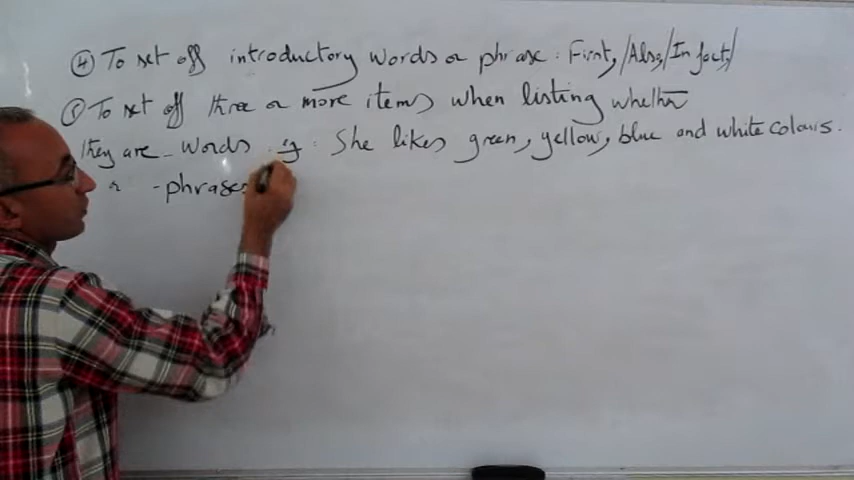 ④ To set off introductory words or phrase : First, /Also,/In fact,/
⑤ To set off three or more items when listing whether
they are - words eg : She likes green, yellow, blue and white colours.
or - phrases